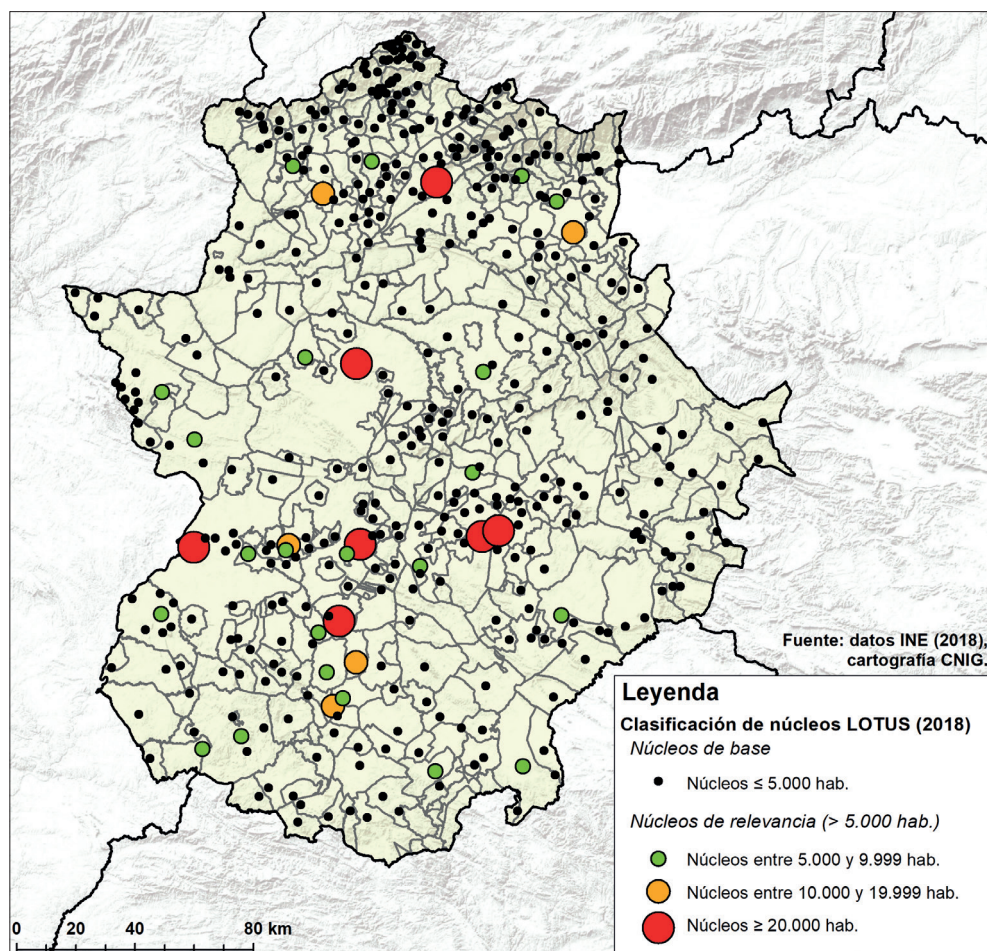 Fuente: datos INE (2018),
cartografía CNIG.
Leyenda
Clasificación de núcleos LOTUS (2018)
Núcleos de base
Núcleos ≤ 5.000 hab.
Núcleos de relevancia (> 5.000 hab.)
Núcleos entre 5.000 y 9.999 hab.
Núcleos entre 10.000 y 19.999 hab.
Núcleos ≥ 20.000 hab.
0 20 40 80 km